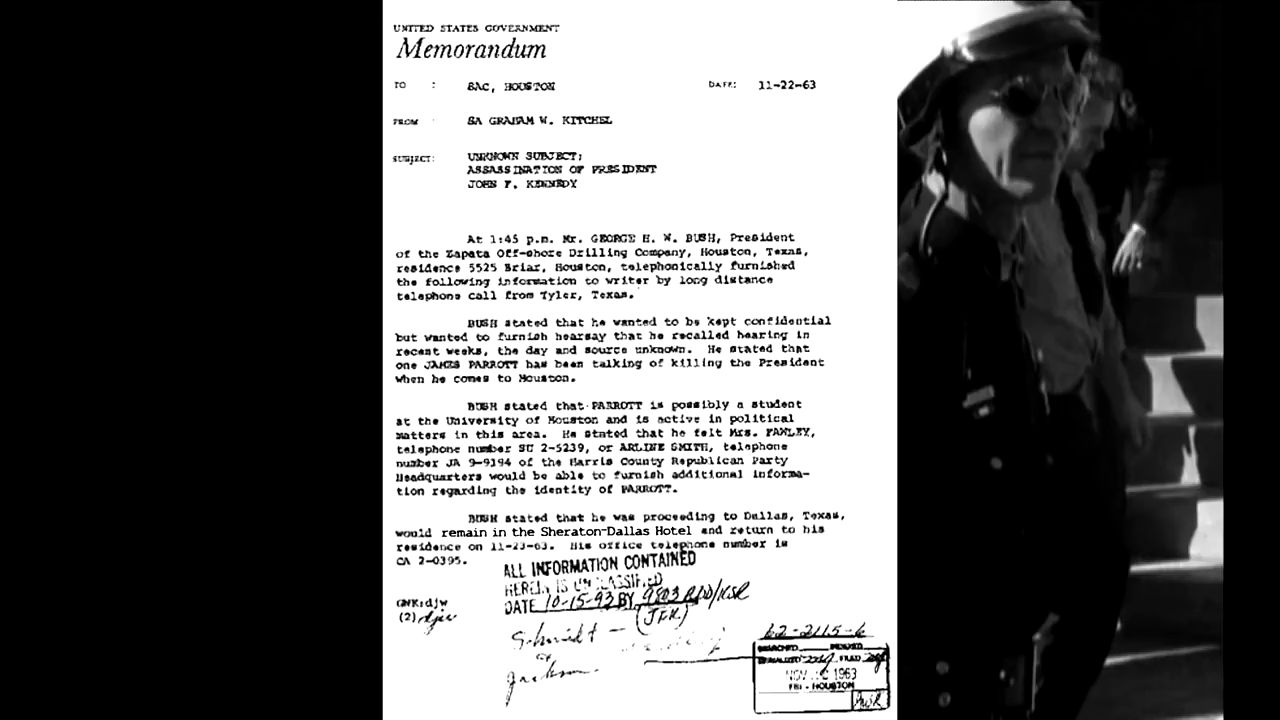 UNITED STATES GOVERNMENT
Memorandum
TO : SAC, HOUSTON DATE: 11-22-63
FROM : SA GRAHAM W. KITCHEL
SUBJECT: UNKNOWN SUBJECT;
ASSASSINATION OF PRESIDENT
JOHN F. KENNEDY
At 1:45 p.m. Mr. GEORGE H. W. BUSH, President
of the Zapata Off-shore Drilling Company, Houston, Texas,
residence 5525 Briar, Houston, telephonically furnished
the following information to writer by long distance
telephone call from Tyler, Texas.
BUSH stated that he wanted to be kept confidential
but wanted to furnish hearsay that he recalled hearing in
recent weeks, the day and source unknown. He stated that
one JAMES PARROTT has been talking of killing the President
when he comes to Houston.
BUSH stated that PARROTT is possibly a student
at the University of Houston and is active in political
matters in this area. He stated that he felt Mrs. FAWLEY,
telephone number SU 2-5239, or ARLINE SMITH, telephone
number JA 9-9194 of the Harris County Republican Party
Headquarters would be able to furnish additional informa-
tion regarding the identity of PARROTT.
BUSH stated that he was proceeding to Dallas, Texas,
would remain in the Sheraton-Dallas Hotel and return to his
residence on 11-23-63. His office telephone number is
CA 2-0395.
ALL INFORMATION CONTAINED
HEREIN IS UNCLASSIFIED
DATE 10-15-93 BY 9803 RDD/KSR
(JFK)
GWK:djw
(2) djw
Schmidt -
Jackson
62-2115-6
SEARCHED INDEXED
SERIALIZED FILED
NOV 1963
FBI - HOUSTON